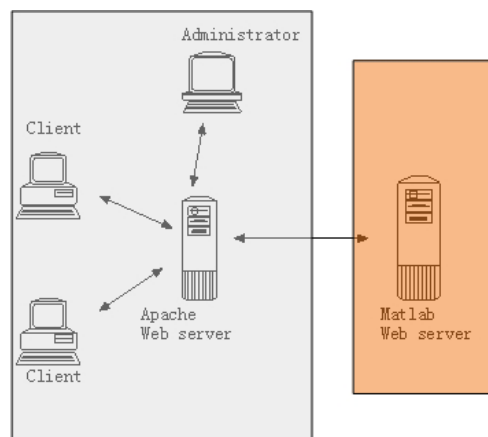 Administrator
Client
Apache
Web server
Matlab
Web server
Client